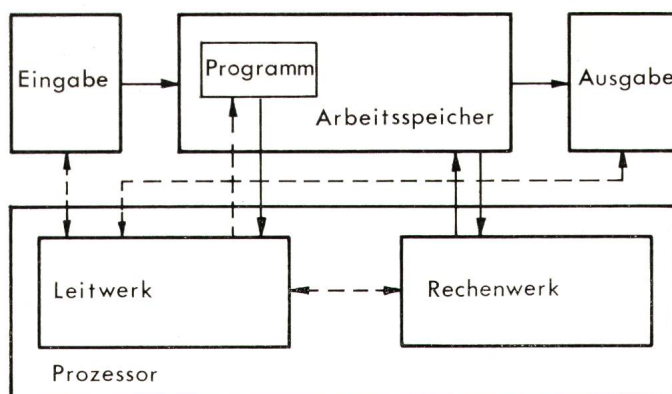 Eingabe
Programm
Arbeitsspeicher
Ausgabe
Leitwerk
Rechenwerk
Prozessor